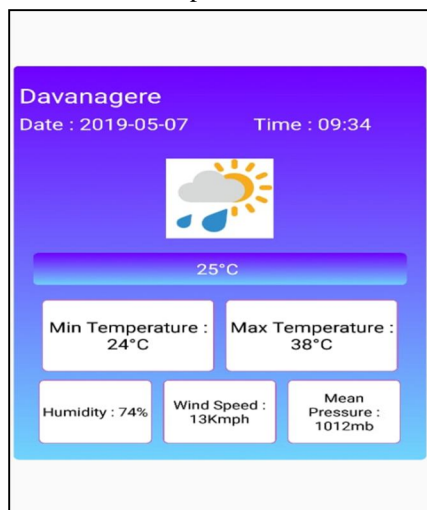 Davanagere
Date : 2019-05-07 Time : 09:34
25°C
Min Temperature :
24°C
Max Temperature :
38°C
Humidity : 74%
Wind Speed :
13Kmph
Mean
Pressure :
1012mb